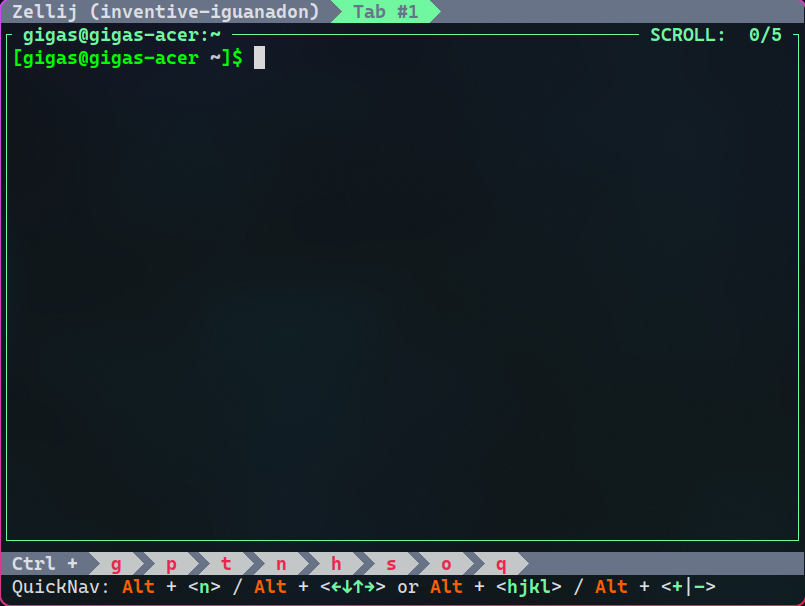 Zellij (inventive-iguanadon) Tab #1
gigas@gigas-acer:~ SCROLL: 0/5
[gigas@gigas-acer ~]$
Ctrl + g p t n h s o q
QuickNav: Alt + <n> / Alt + <←↓↑→> or Alt + <hjkl> / Alt + <+|->